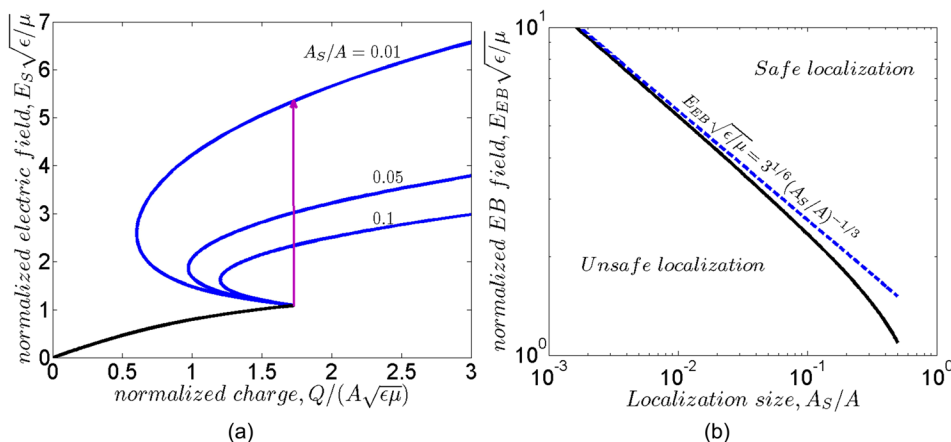 normalized electric field, E_S√ϵ/μ
7
6
5
4
3
2
1
0
A_S/A = 0.01
0.05
0.1
0 0.5 1 1.5 2 2.5 3
normalized charge, Q/(A√ϵμ)
(a)
normalized EB field, E_EB√ϵ/μ
10^1
10^0
Safe localization
E_EB√ϵ/μ = 3^1/6(A_S/A)^−1/3
Unsafe localization
10^-3 10^-2 10^-1 10^0
Localization size, A_S/A
(b)